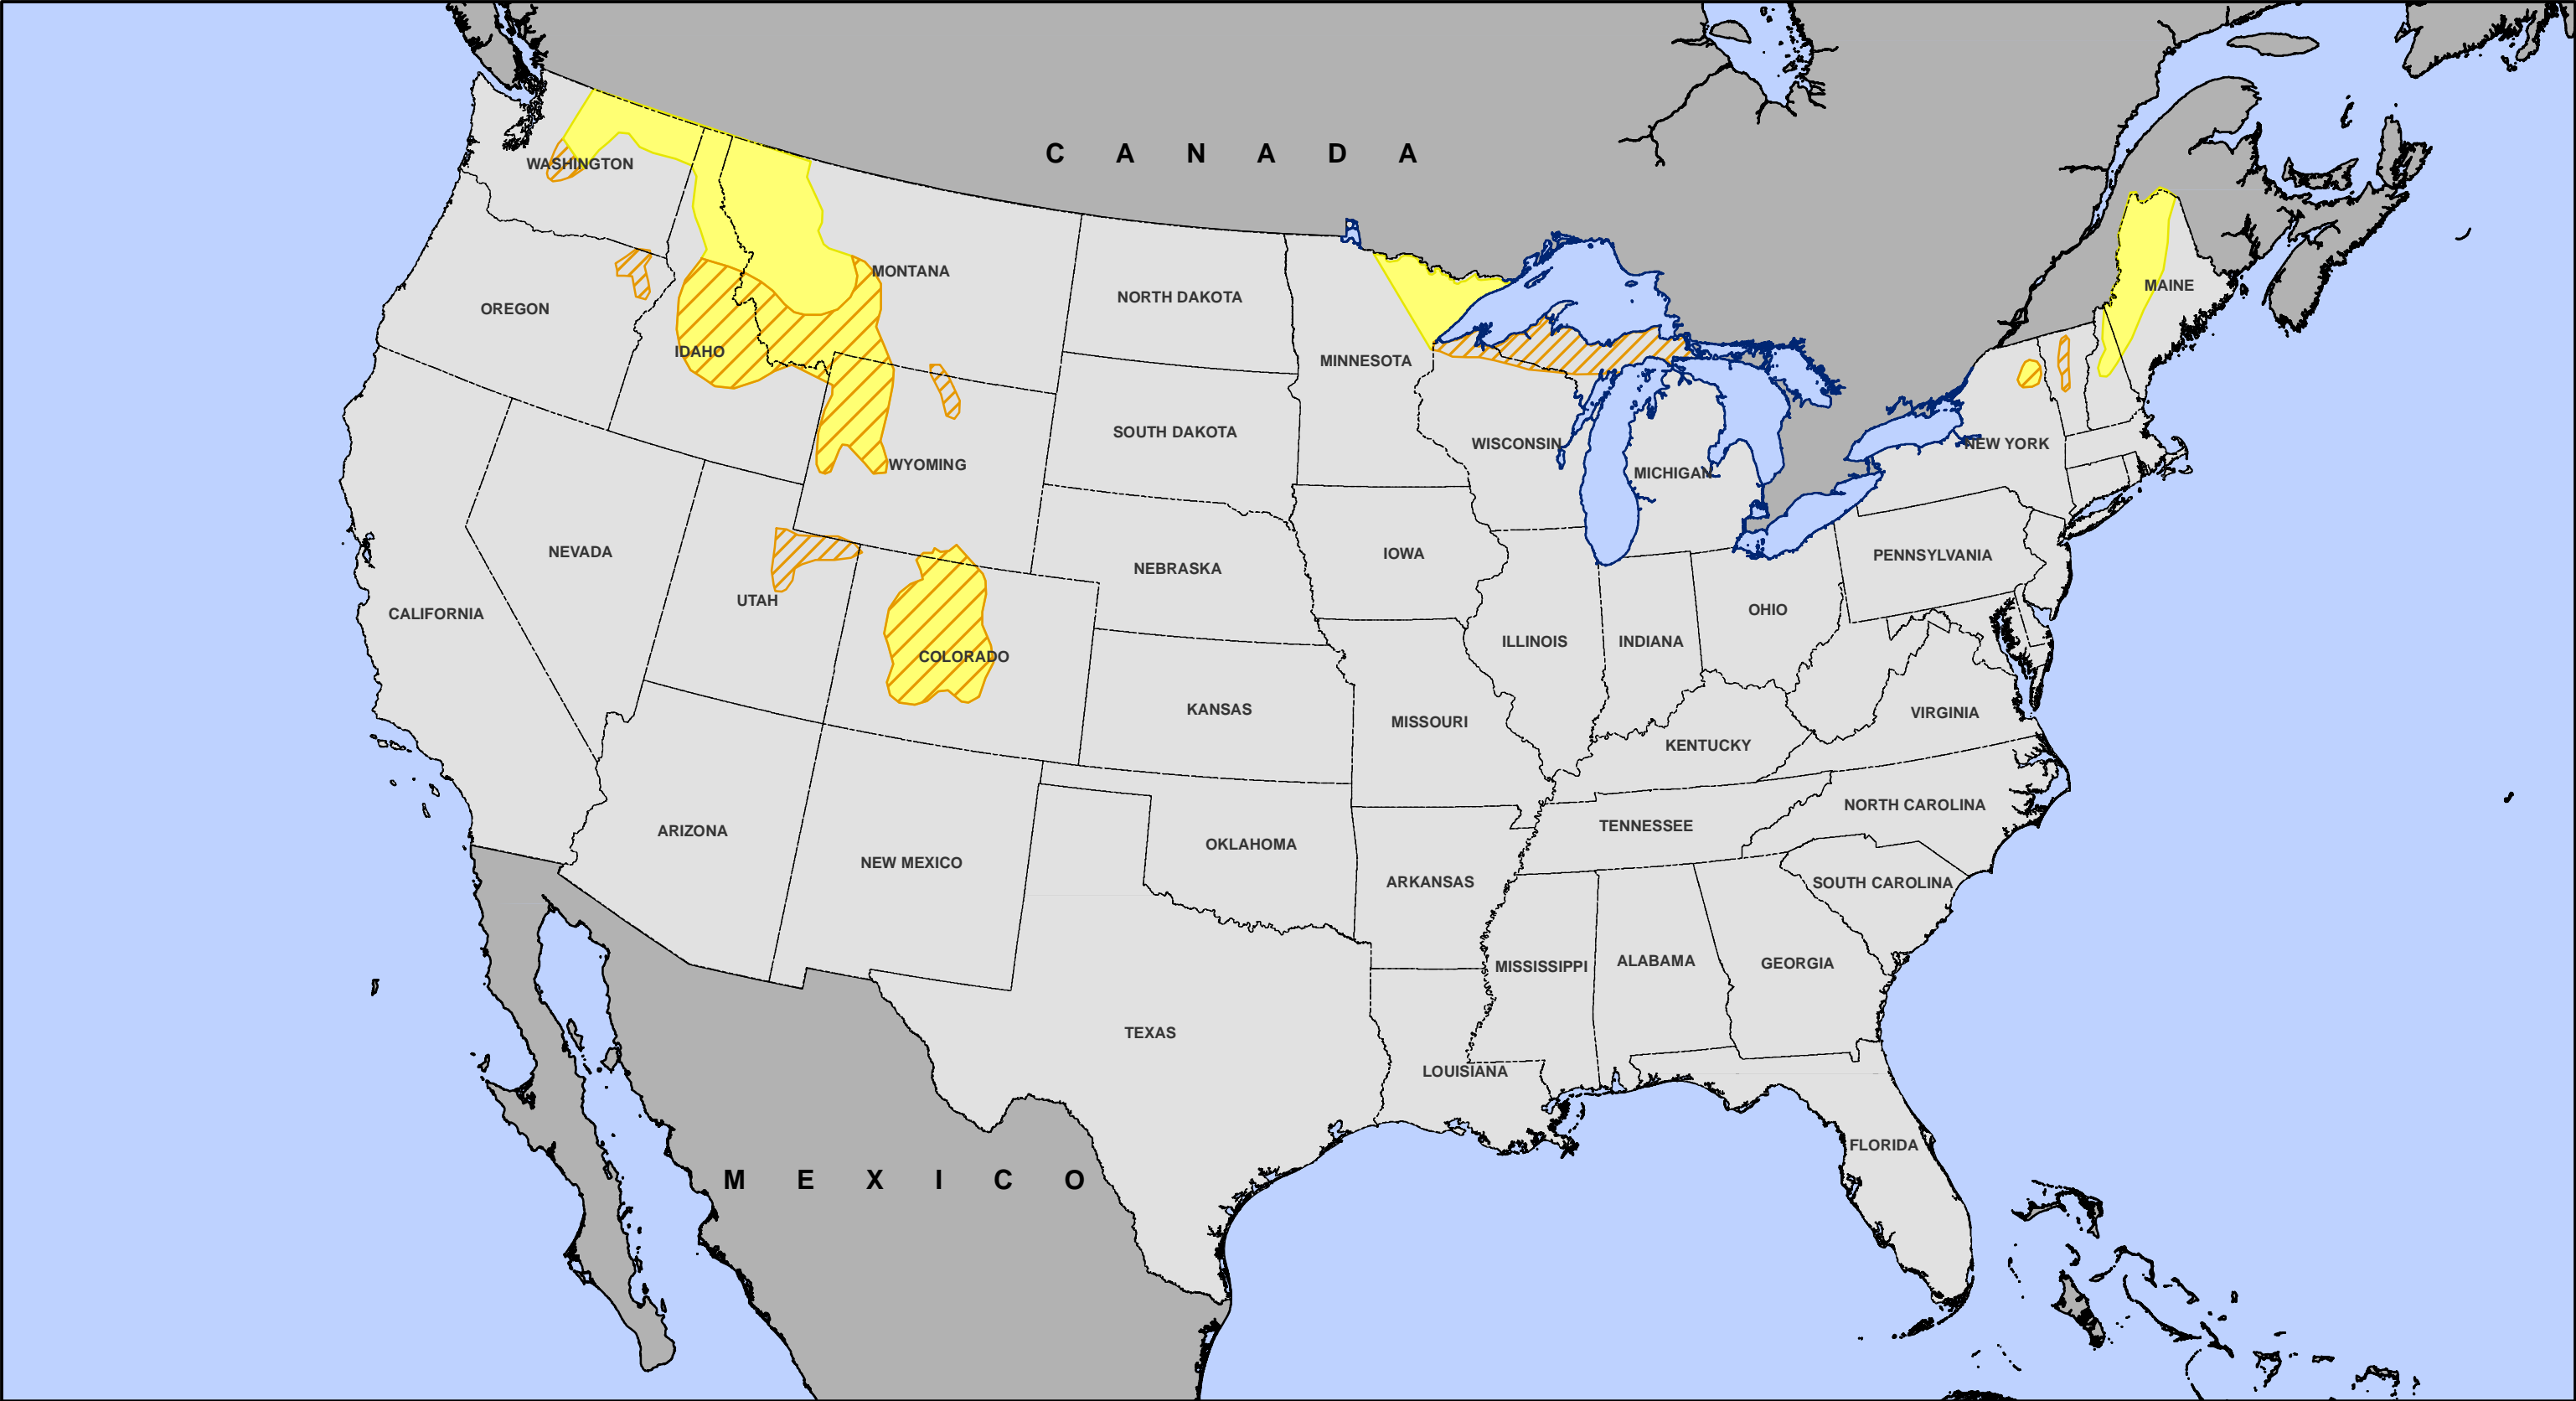 C A N A D A
WASHINGTON
MONTANA
MAINE
NORTH DAKOTA
OREGON
IDAHO
MINNESOTA
SOUTH DAKOTA
WISCONSIN
NEW YORK
WYOMING
MICHIGAN
NEVADA
IOWA
PENNSYLVANIA
NEBRASKA
UTAH
OHIO
CALIFORNIA
ILLINOIS
INDIANA
COLORADO
KANSAS
VIRGINIA
MISSOURI
KENTUCKY
NORTH CAROLINA
TENNESSEE
ARIZONA
OKLAHOMA
NEW MEXICO
ARKANSAS
SOUTH CAROLINA
ALABAMA
GEORGIA
MISSISSIPPI
TEXAS
LOUISIANA
FLORIDA
M E X I C O